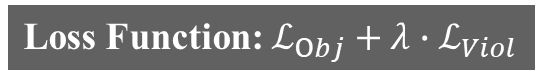 Loss Function: ℒ_Obj + λ · ℒ_Viol